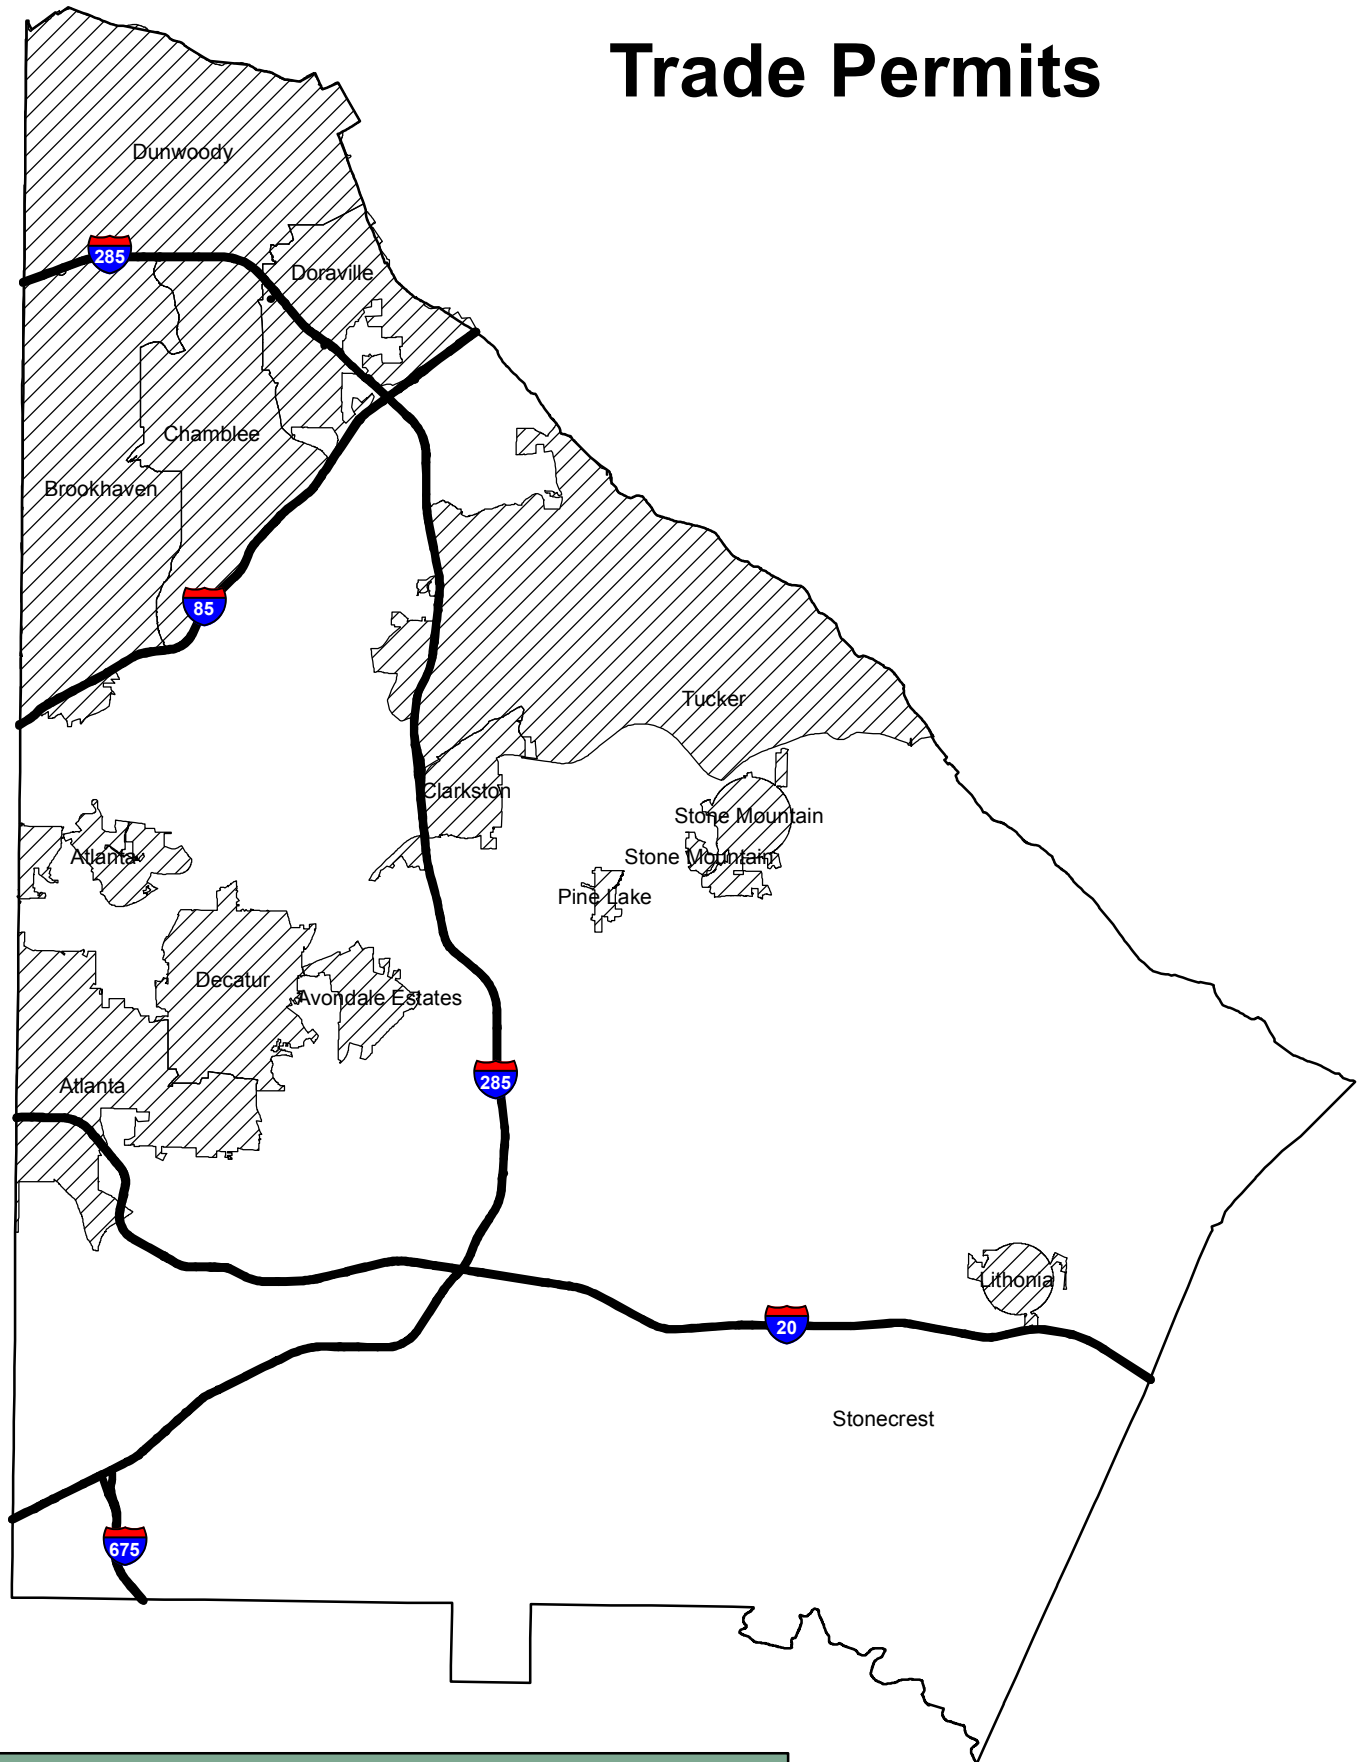 Trade Permits
Dunwoody
285
Doraville
Chamblee
Brookhaven
85
Tucker
Clarkston
Stone Mountain
Atlanta
Stone Mountain
Pine Lake
Decatur
Avondale Estates
285
Atlanta
Lithonia
20
Stonecrest
675